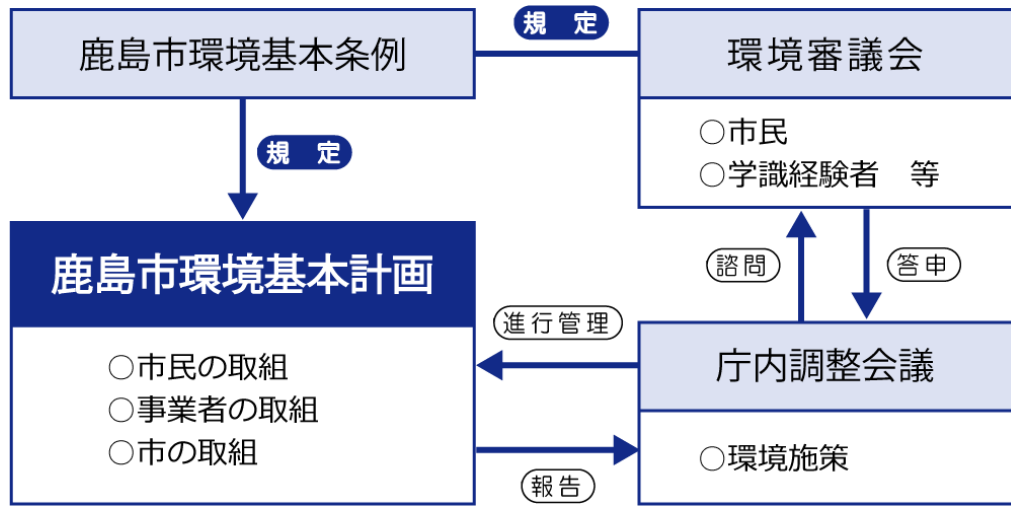 鹿島市環境基本条例
規 定
環境審議会
○市民
○学識経験者 等
規 定
鹿島市環境基本計画
○市民の取組
○事業者の取組
○市の取組
諮問
答申
進行管理
報告
庁内調整会議
○環境施策